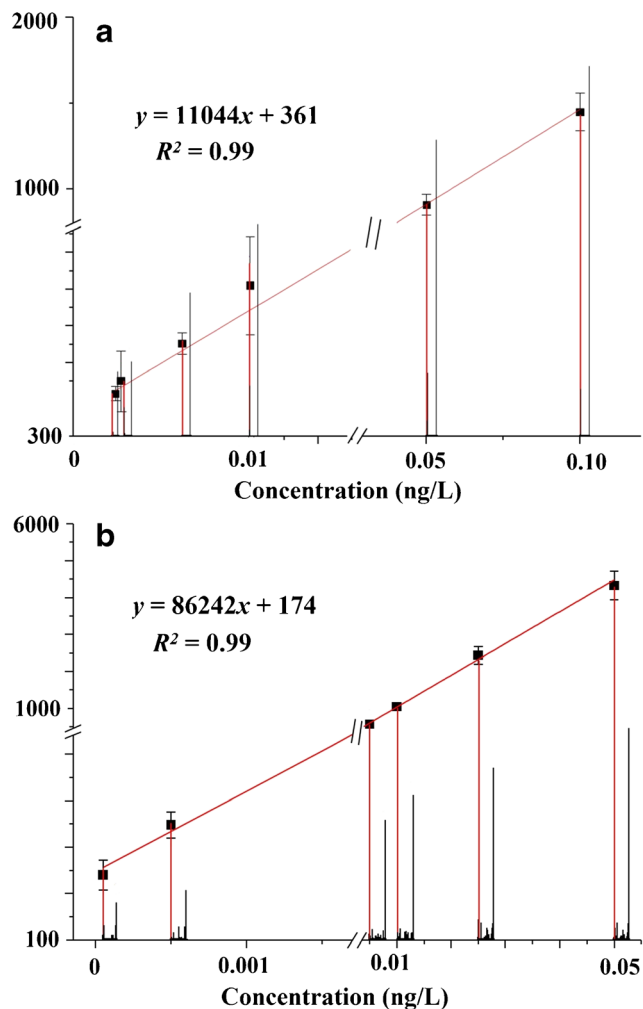 a
2000
y = 11044x + 361
R² = 0.99
1000
300
0 0.01 0.05 0.10
Concentration (ng/L)
b
6000
y = 86242x + 174
R² = 0.99
1000
100
0 0.001 0.01 0.05
Concentration (ng/L)